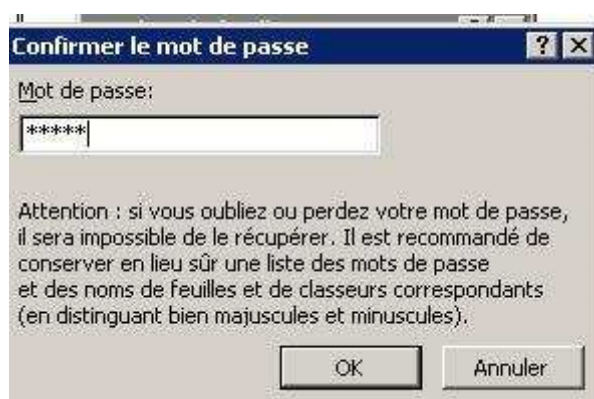 Confirmer le mot de passe
Mot de passe:
*****
Attention : si vous oubliez ou perdez votre mot de passe,
il sera impossible de le récupérer. Il est recommandé de
conserver en lieu sûr une liste des mots de passe
et des noms de feuilles et de classeurs correspondants
(en distinguant bien majuscules et minuscules).
OK Annuler